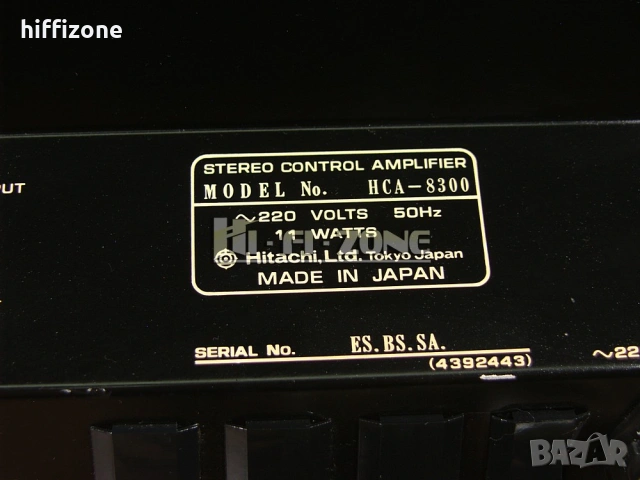 hiffizone
PUT
STEREO CONTROL AMPLIFIER
MODEL No. HCA-8300
~220 VOLTS 50Hz
11 WATTS
HI-FI-ZONE
Hitachi, Ltd. Tokyo Japan
MADE IN JAPAN
SERIAL No. ES.BS.SA.
(4392443)
~22
BAZAR